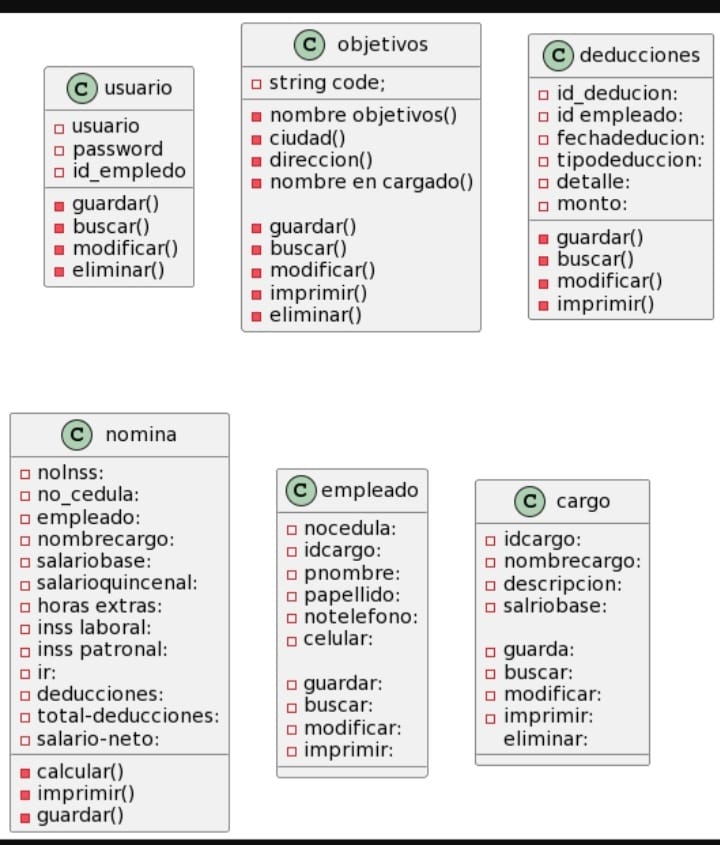 C usuario
usuario
password
id_empledo
guardar()
buscar()
modificar()
eliminar()
C objetivos
string code;
nombre objetivos()
ciudad()
direccion()
nombre en cargado()
guardar()
buscar()
modificar()
imprimir()
eliminar()
C deducciones
id_deducion:
id empleado:
fechadeducion:
tipodeduccion:
detalle:
monto:
guardar()
buscar()
modificar()
imprimir()
C nomina
noInss:
no_cedula:
empleado:
nombrecargo:
salariobase:
salarioquincenal:
horas extras:
inss laboral:
inss patronal:
ir:
deducciones:
total-deducciones:
salario-neto:
calcular()
imprimir()
guardar()
C empleado
nocedula:
idcargo:
pnombre:
papellido:
notelefono:
celular:
guardar:
buscar:
modificar:
imprimir:
C cargo
idcargo:
nombrecargo:
descripcion:
salriobase:
guarda:
buscar:
modificar:
imprimir:
eliminar: